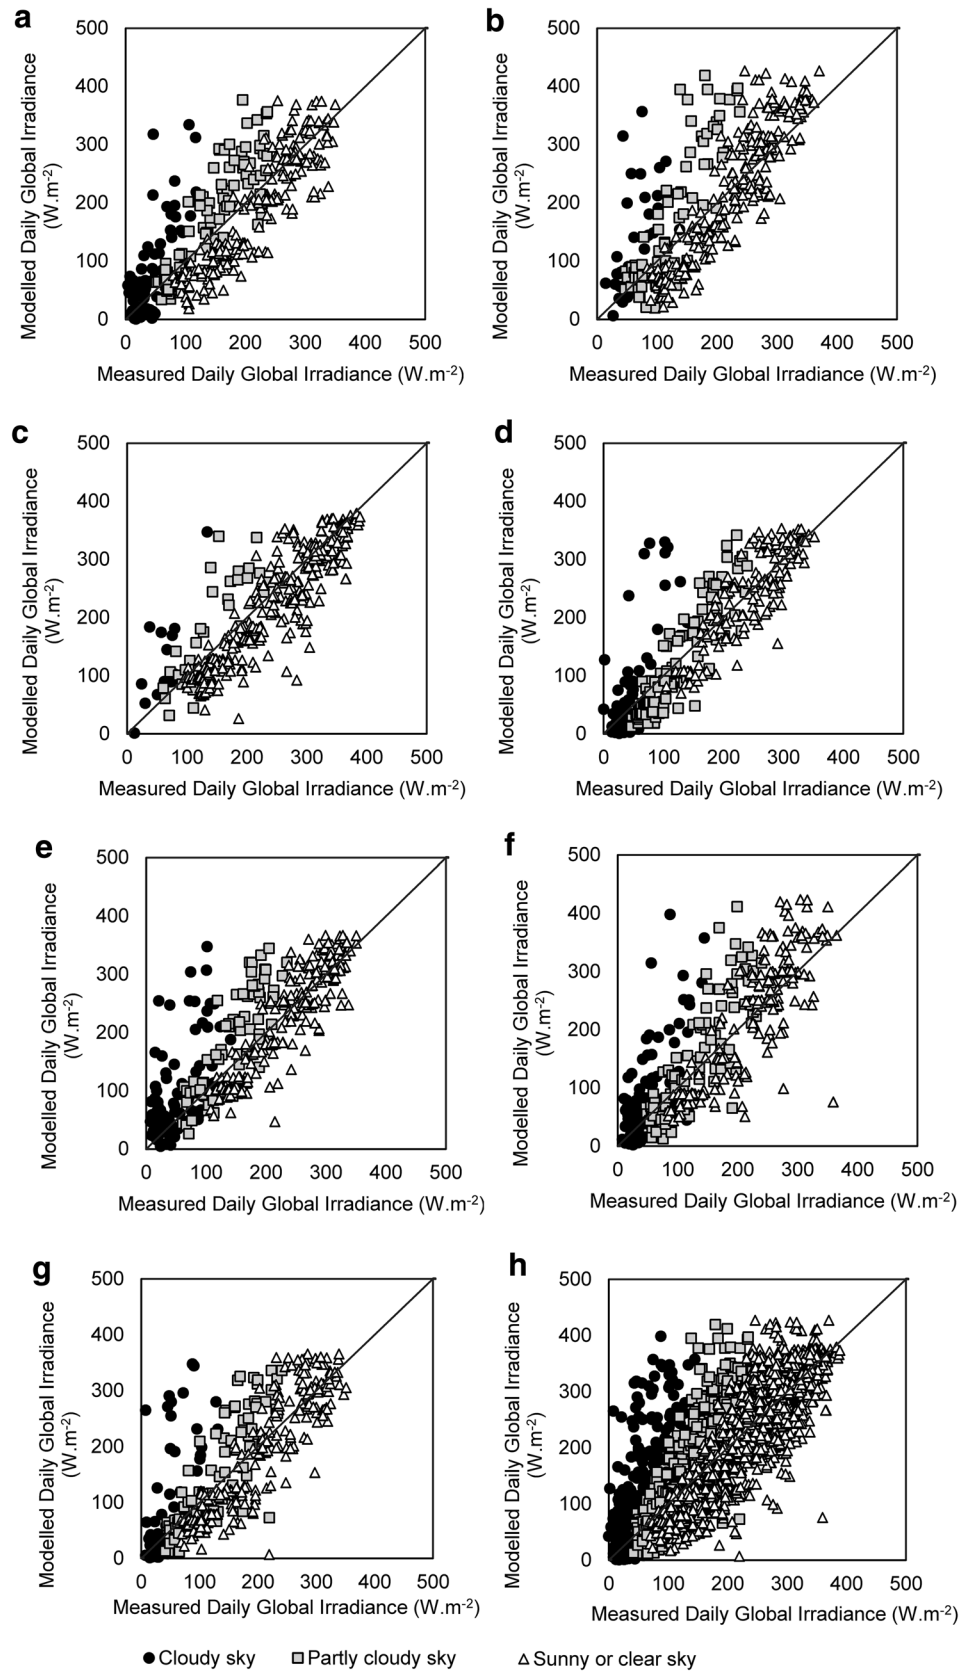 a
500
400
300
200
100
0
0 100 200 300 400 500
Modelled Daily Global Irradiance
(W.m-2)
Measured Daily Global Irradiance (W.m-2)
b
500
400
300
200
100
0
0 100 200 300 400 500
Modelled Daily Global Irradiance
(W.m-2)
Measured Daily Global Irradiance (W.m-2)
c
500
400
300
200
100
0
0 100 200 300 400 500
Modelled Daily Global Irradiance
(W.m-2)
Measured Daily Global Irradiance (W.m-2)
d
500
400
300
200
100
0
0 100 200 300 400 500
Modelled Daily Global Irradiance
(W.m-2)
Measured Daily Global Irradiance (W.m-2)
e
500
400
300
200
100
0
0 100 200 300 400 500
Modelled Daily Global Irradiance
(W.m-2)
Measured Daily Global Irradiance (W.m-2)
f
500
400
300
200
100
0
0 100 200 300 400 500
Modelled Daily Global Irradiance
(W.m-2)
Measured Daily Global Irradiance (W.m-2)
g
500
400
300
200
100
0
0 100 200 300 400 500
Modelled Daily Global Irradiance
(W.m-2)
Measured Daily Global Irradiance (W.m-2)
h
500
400
300
200
100
0
0 100 200 300 400 500
Modelled Daily Global Irradiance
(W.m-2)
Measured Daily Global Irradiance (W.m-2)
Cloudy sky Partly cloudy sky Sunny or clear sky